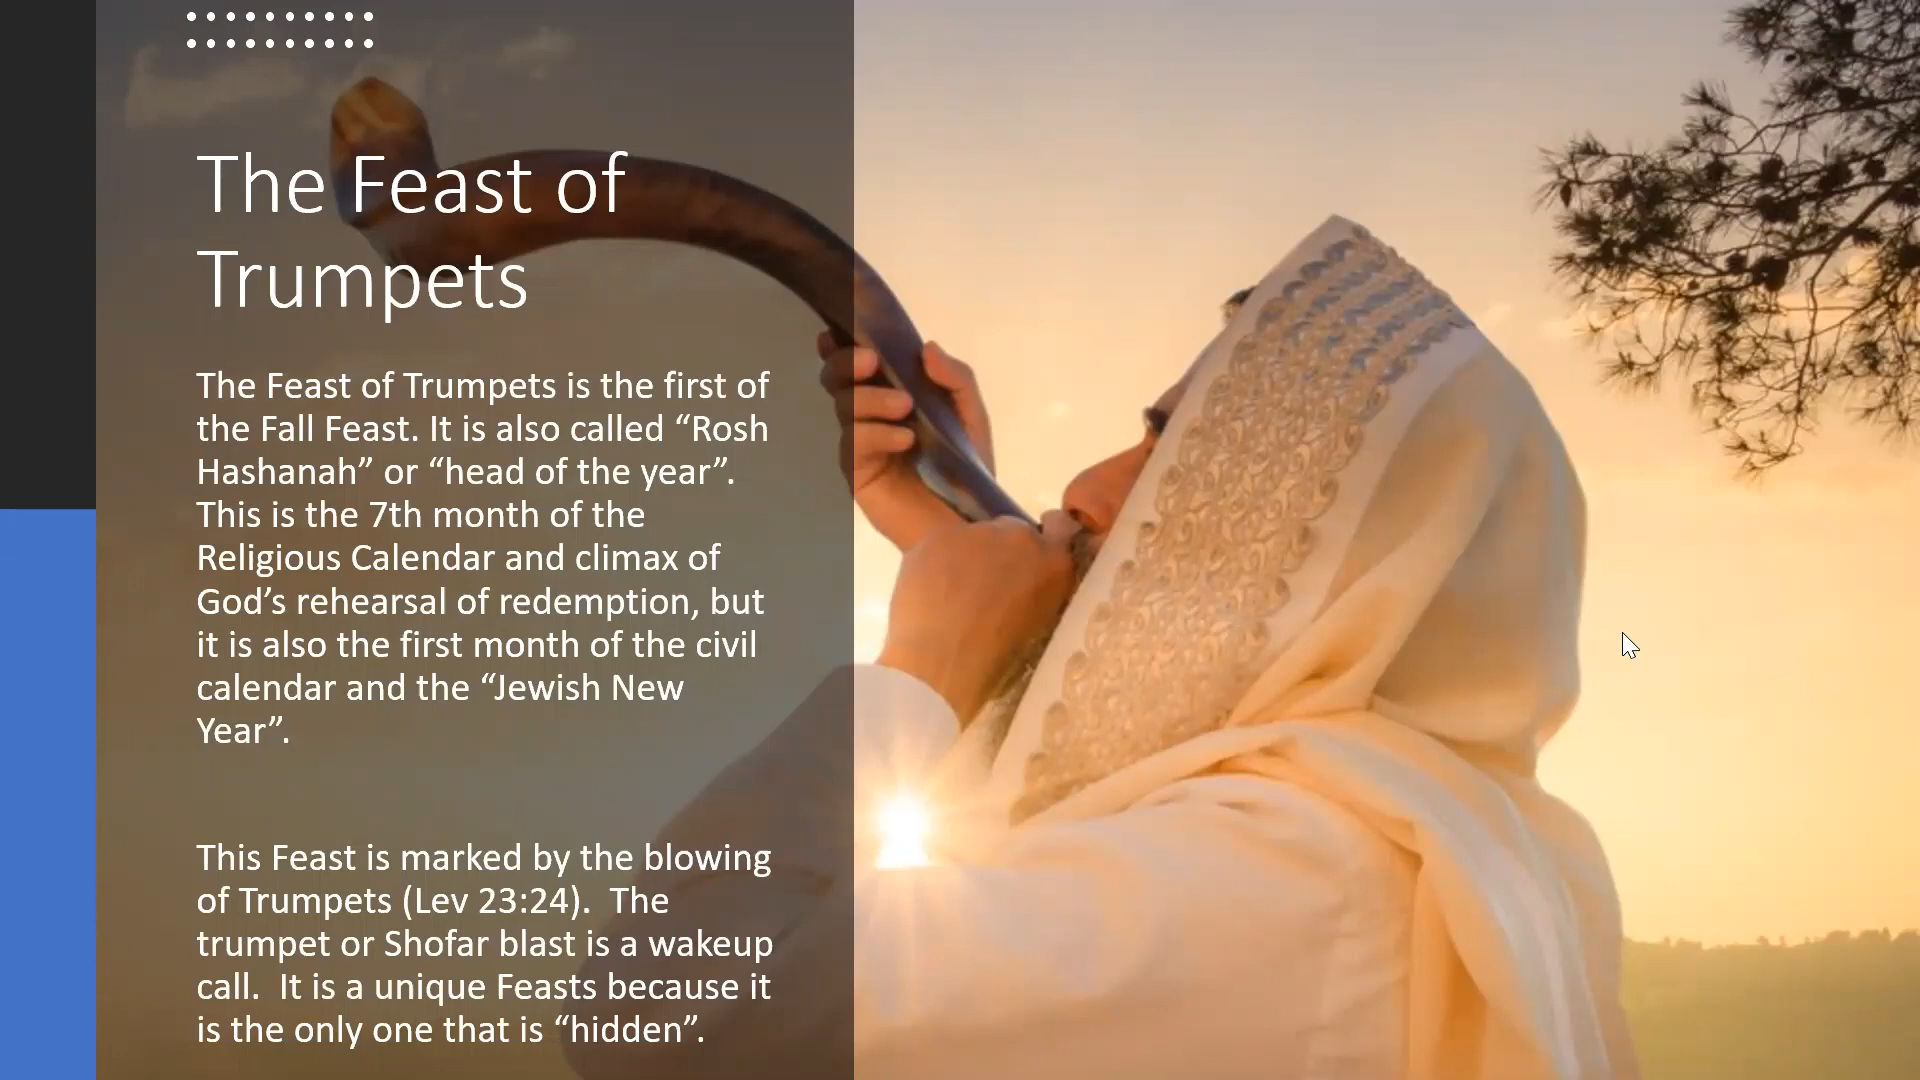 The Feast of
Trumpets
The Feast of Trumpets is the first of
the Fall Feast. It is also called “Rosh
Hashanah” or “head of the year”.
This is the 7th month of the
Religious Calendar and climax of
God’s rehearsal of redemption, but
it is also the first month of the civil
calendar and the “Jewish New
Year”.
This Feast is marked by the blowing
of Trumpets (Lev 23:24).  The
trumpet or Shofar blast is a wakeup
call.  It is a unique Feasts because it
is the only one that is “hidden”.